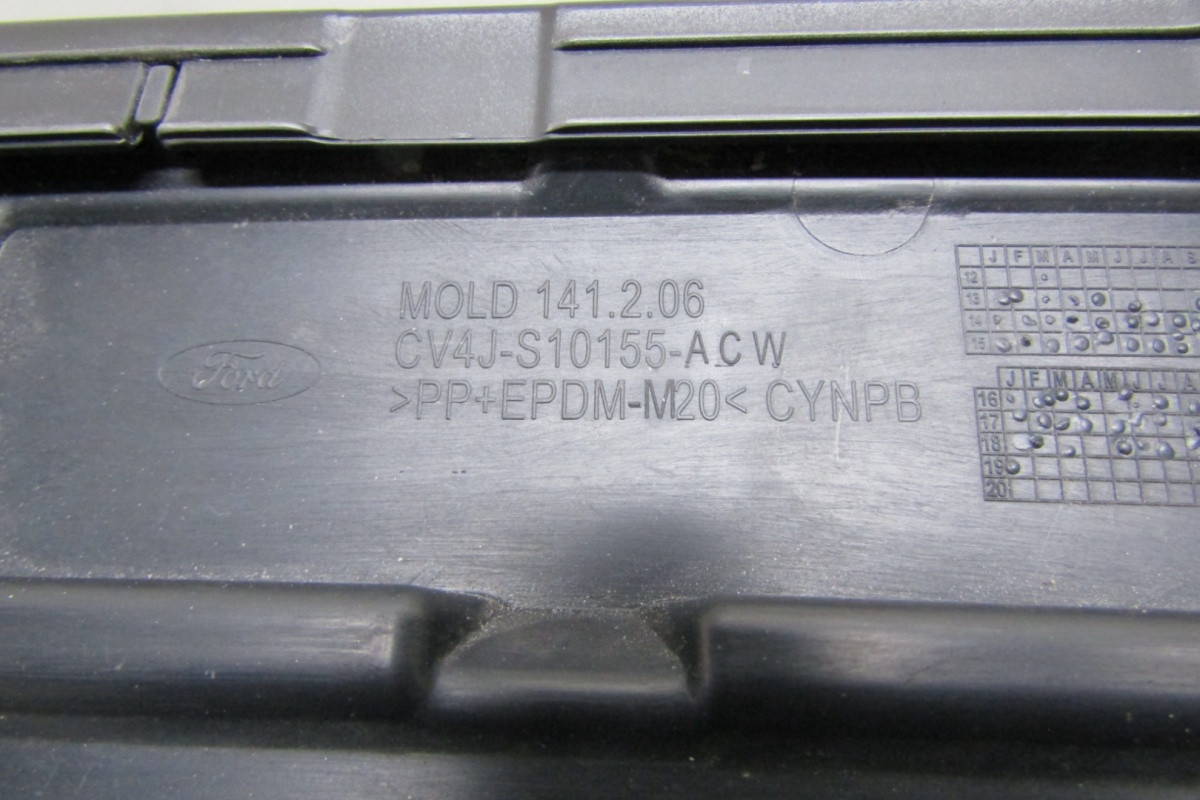 Ford
MOLD 141.2.06
CV4J-S10155-ACW
>PP+EPDM-M20< CYNPB
J F M A M J J A S
12
13
14
15
J F M A M J J A
16
17
18
19
20